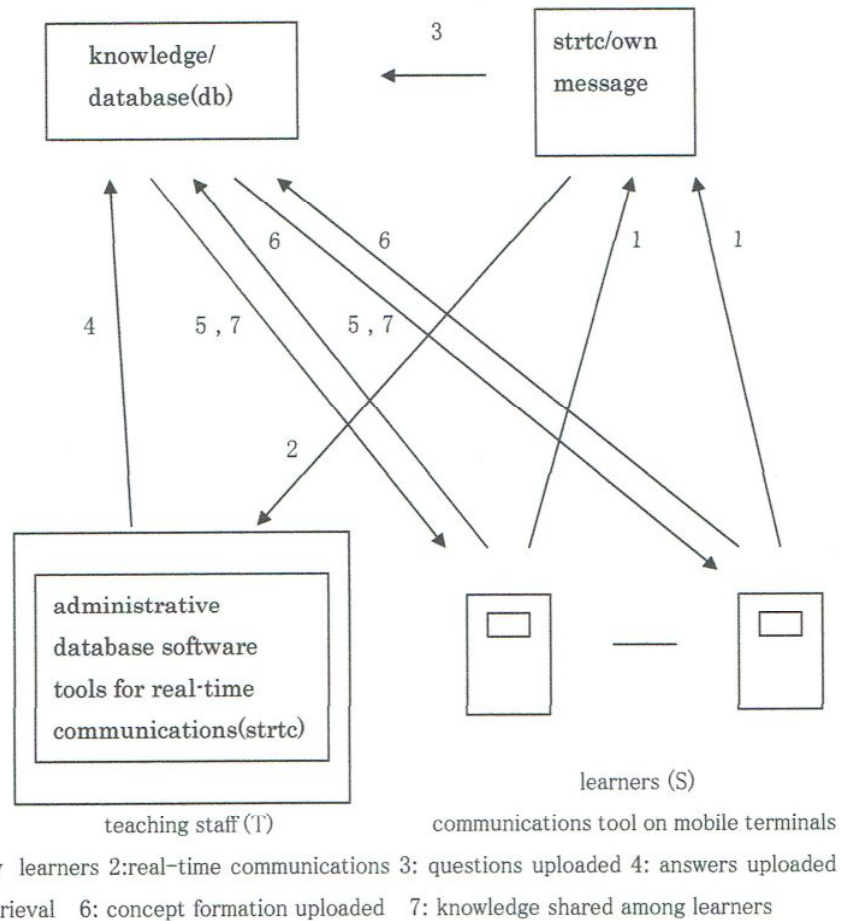 3
knowledge/
database(db)
strtc/own
message
6
6
1
1
4
5 , 7
5 , 7
2
administrative
database software
tools for real-time
communications(strtc)
learners (S)
teaching staff (T)
communications tool on mobile terminals
learners 2:real-time communications 3: questions uploaded 4: answers uploaded
rieval 6: concept formation uploaded 7: knowledge shared among learners